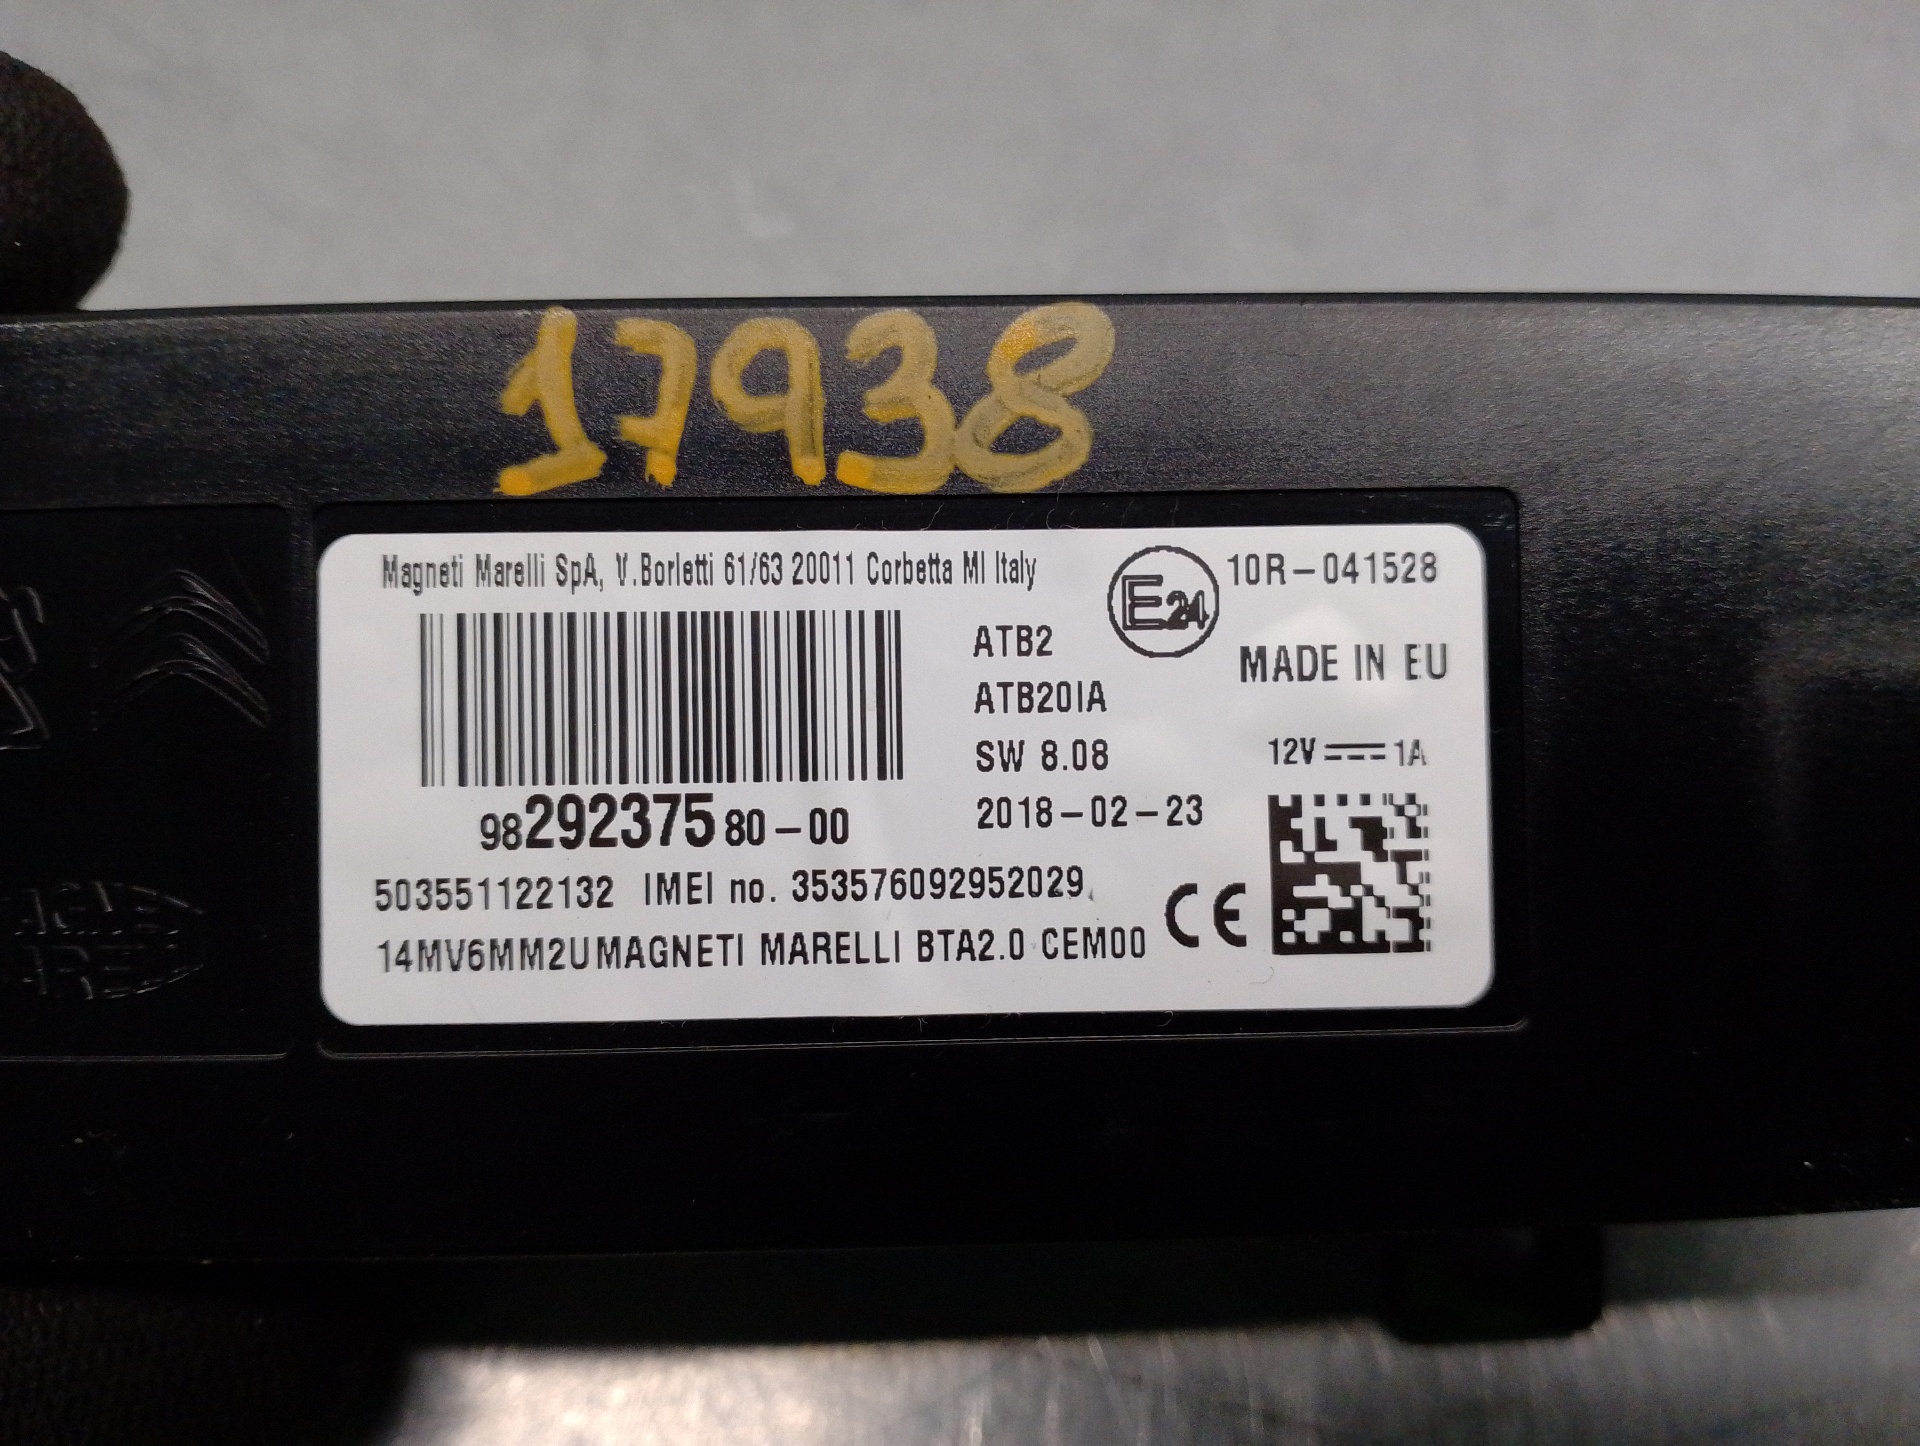 17938
Magneti Marelli SpA, V.Borletti 61/63 20011 Corbetta MI Italy
E24
10R-041528
ATB2
MADE IN EU
ATB20IA
SW 8.08
12V 1A
9829237580-00
2018-02-23
503551122132 IMEI no. 353576092952029
CE
14MV6MM2UMAGNETI MARELLI BTA2.0 CEM00